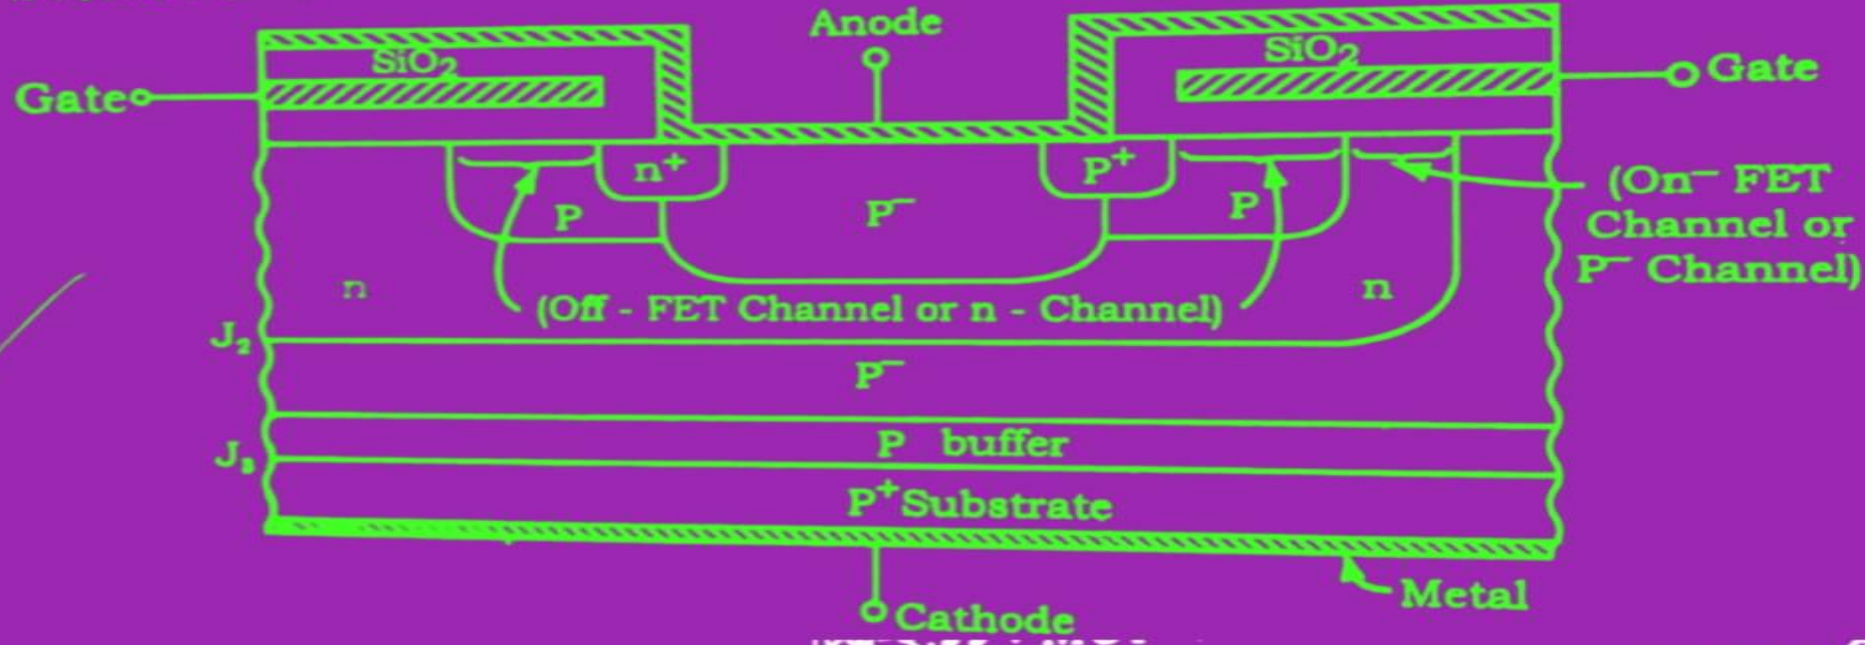 Anode
SiO₂
SiO₂
Gate
Gate
n⁺
P⁺
P
P⁻
P
(On⁻ FET
Channel or
P⁻ Channel)
n
n
(Off - FET Channel or n - Channel)
J₂
P⁻
P buffer
J₃
P⁺ Substrate
Metal
Cathode